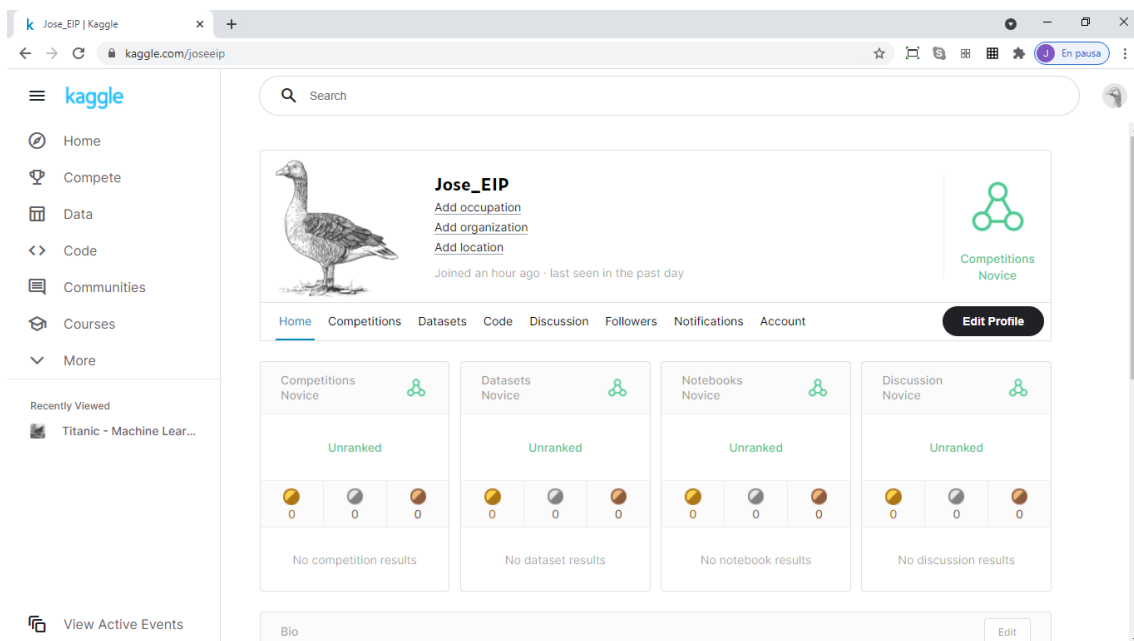 k Jose_EIP | Kaggle
kaggle.com/joseeip
J En pausa
kaggle
Search
Home
Compete
Data
Code
Communities
Courses
More
Recently Viewed
Titanic - Machine Lear...
View Active Events
Jose_EIP
Add occupation
Add organization
Add location
Joined an hour ago · last seen in the past day
Competitions
Novice
Home Competitions Datasets Code Discussion Followers Notifications Account Edit Profile
Competitions
Novice
Unranked
0 0 0
No competition results
Datasets
Novice
Unranked
0 0 0
No dataset results
Notebooks
Novice
Unranked
0 0 0
No notebook results
Discussion
Novice
Unranked
0 0 0
No discussion results
Bio Edit